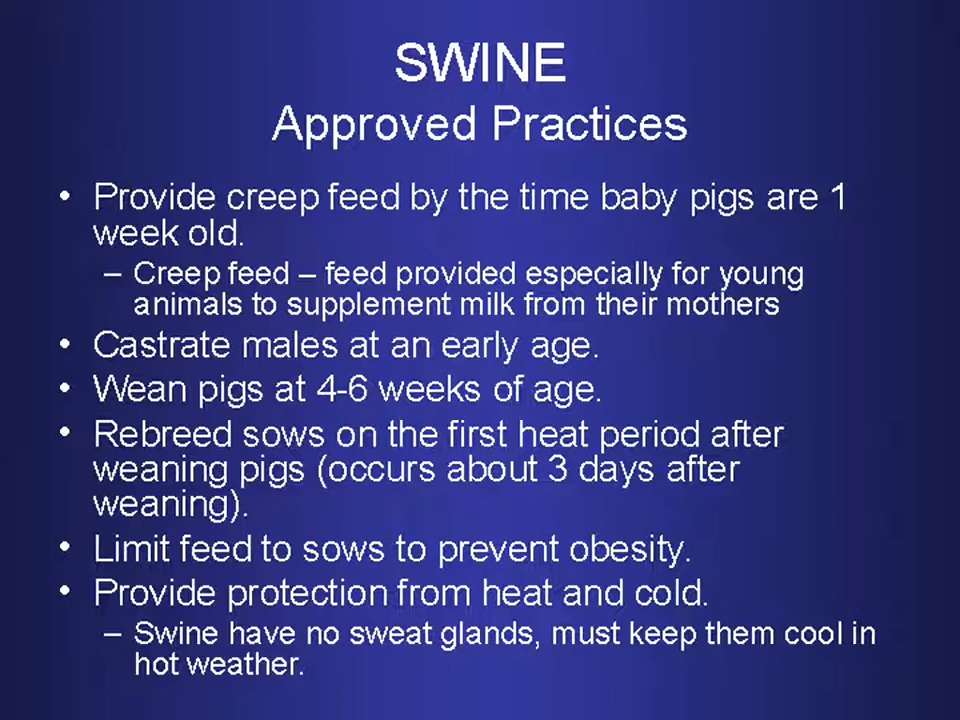 SWINE
Approved Practices
• Provide creep feed by the time baby pigs are 1
week old.
– Creep feed – feed provided especially for young
animals to supplement milk from their mothers
• Castrate males at an early age.
• Wean pigs at 4-6 weeks of age.
• Rebreed sows on the first heat period after
weaning pigs (occurs about 3 days after
weaning).
• Limit feed to sows to prevent obesity.
• Provide protection from heat and cold.
– Swine have no sweat glands, must keep them cool in
hot weather.